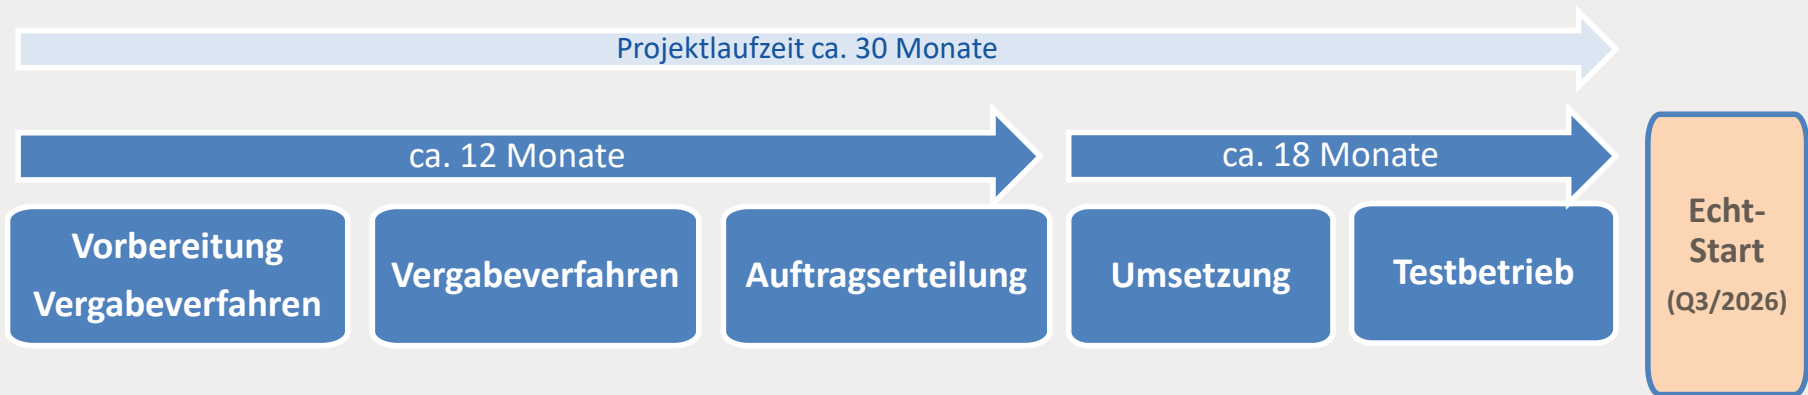 Projektlaufzeit ca. 30 Monate
ca. 12 Monate
ca. 18 Monate
Vorbereitung
Vergabeverfahren
Vergabeverfahren
Auftragserteilung
Umsetzung
Testbetrieb
Echt-
Start
(Q3/2026)